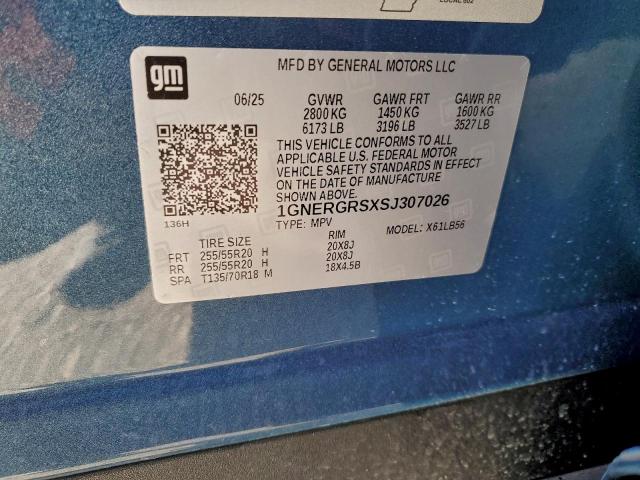 LOCAL 602
gm
MFD BY GENERAL MOTORS LLC
06/25 GVWR GAWR FRT GAWR RR
2800 KG 1450 KG 1600 KG
6173 LB 3196 LB 3527 LB
THIS VEHICLE CONFORMS TO ALL
APPLICABLE U.S. FEDERAL MOTOR
VEHICLE SAFETY STANDARDS IN EFFECT
ON THE DATE OF MANUFACTURE
SHOWN ABOVE.
1GNERGRSXSJ307026
136H
TYPE: MPV MODEL: X61LB56
TIRE SIZE RIM
FRT 255/55R20 H 20X8J
RR 255/55R20 H 20X8J
SPA T135/70R18 M 18X4.5B